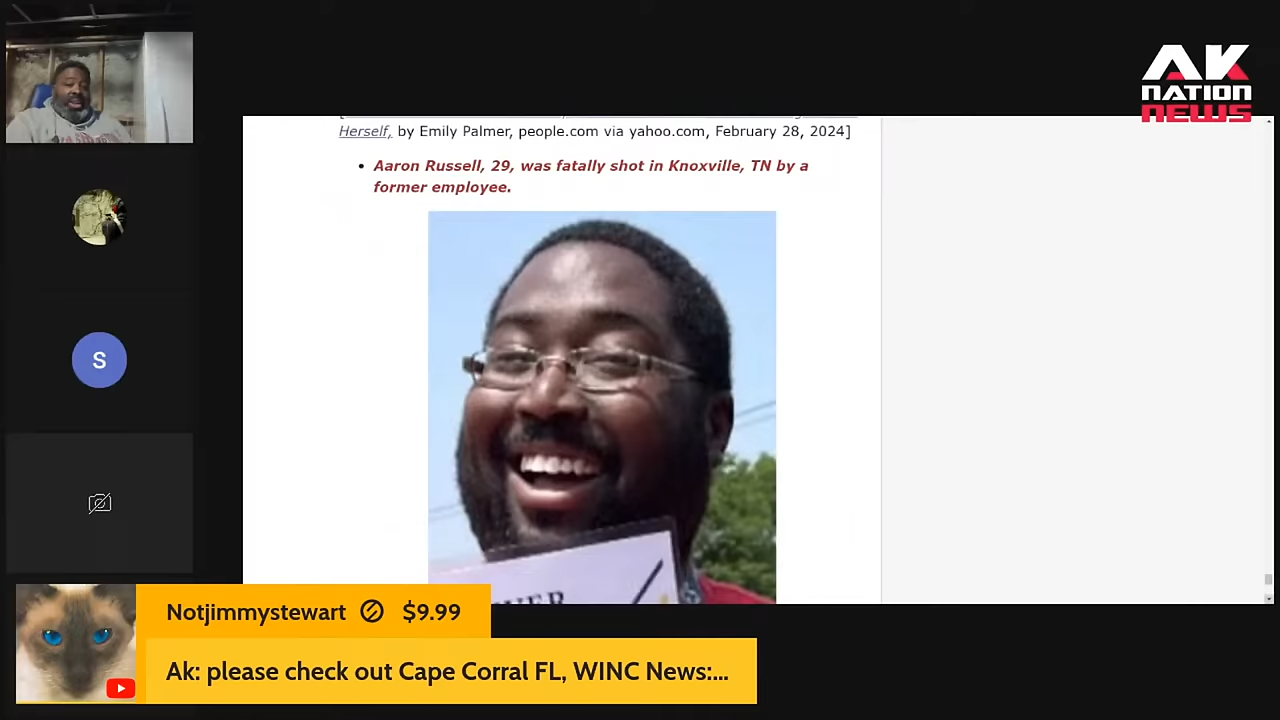 AK
NATION
NEWS
Herself, by Emily Palmer, people.com via yahoo.com, February 28, 2024]
• Aaron Russell, 29, was fatally shot in Knoxville, TN by a
former employee.
S
Notjimmystewart $9.99
Ak: please check out Cape Corral FL, WINC News:...